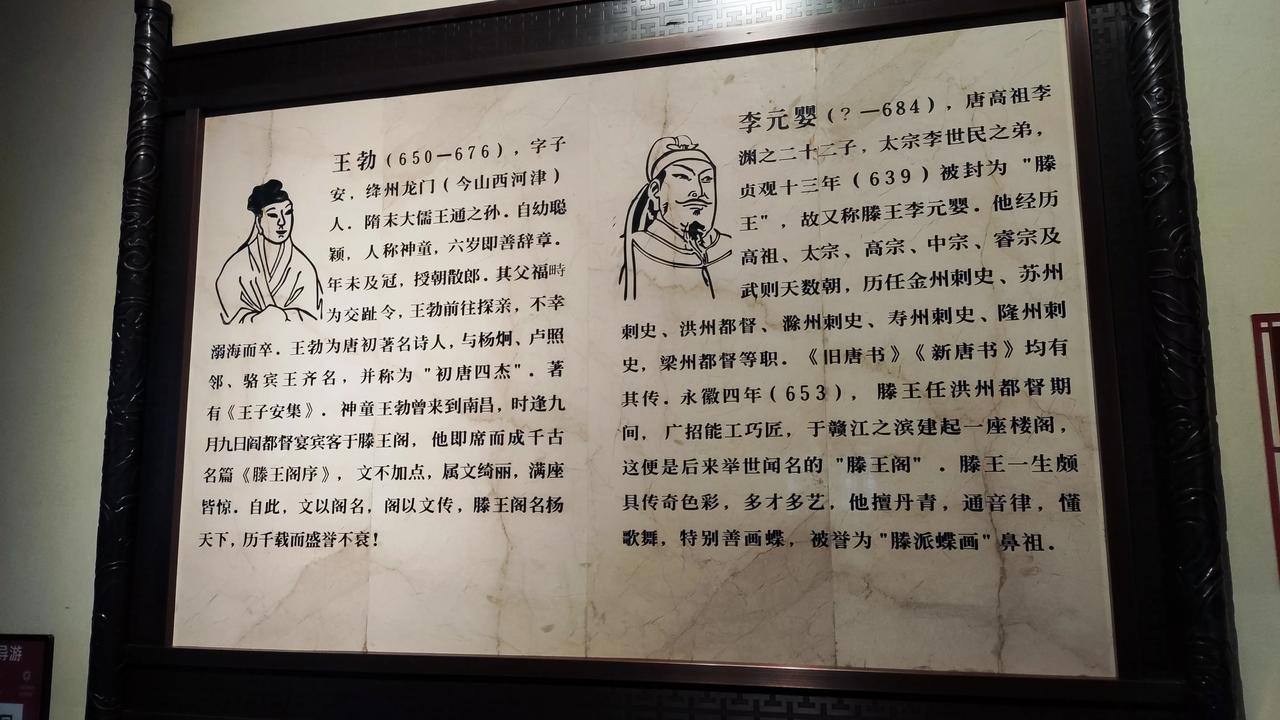 王勃(650—676)，字子
安，绛州龙门(今山西河津)
人．隋末大儒王通之孙．自幼聪
颖，人称神童，六岁即善辞章．
年未及冠，授朝散郎．其父福畤
为交趾令，王勃前往探亲，不幸
溺海而卒．王勃为唐初著名诗人，与杨炯、卢照
邻、骆宾王齐名，并称为"初唐四杰"．著
有《王子安集》．神童王勃曾来到南昌，时逢九
月九日阎都督宴宾客于滕王阁，他即席而成千古
名篇《滕王阁序》，文不加点，属文绮丽，满座
皆惊．自此，文以阁名，阁以文传，滕王阁名杨
天下，历千载而盛誉不衰！
李元婴(?—684)，唐高祖李
渊之二十二子，太宗李世民之弟，
贞观十三年(639)被封为"滕
王"，故又称滕王李元婴．他经历
高祖、太宗、高宗、中宗、睿宗及
武则天数朝，历任金州刺史、苏州
刺史、洪州都督、滁州刺史、寿州刺史、隆州刺
史，梁州都督等职．《旧唐书》《新唐书》均有
其传．永徽四年(653)，滕王任洪州都督期
间，广招能工巧匠，于赣江之滨建起一座楼阁，
这便是后来举世闻名的"滕王阁"．滕王一生颇
具传奇色彩，多才多艺，他擅丹青，通音律，懂
歌舞，特别善画蝶，被誉为"滕派蝶画"鼻祖．
导游